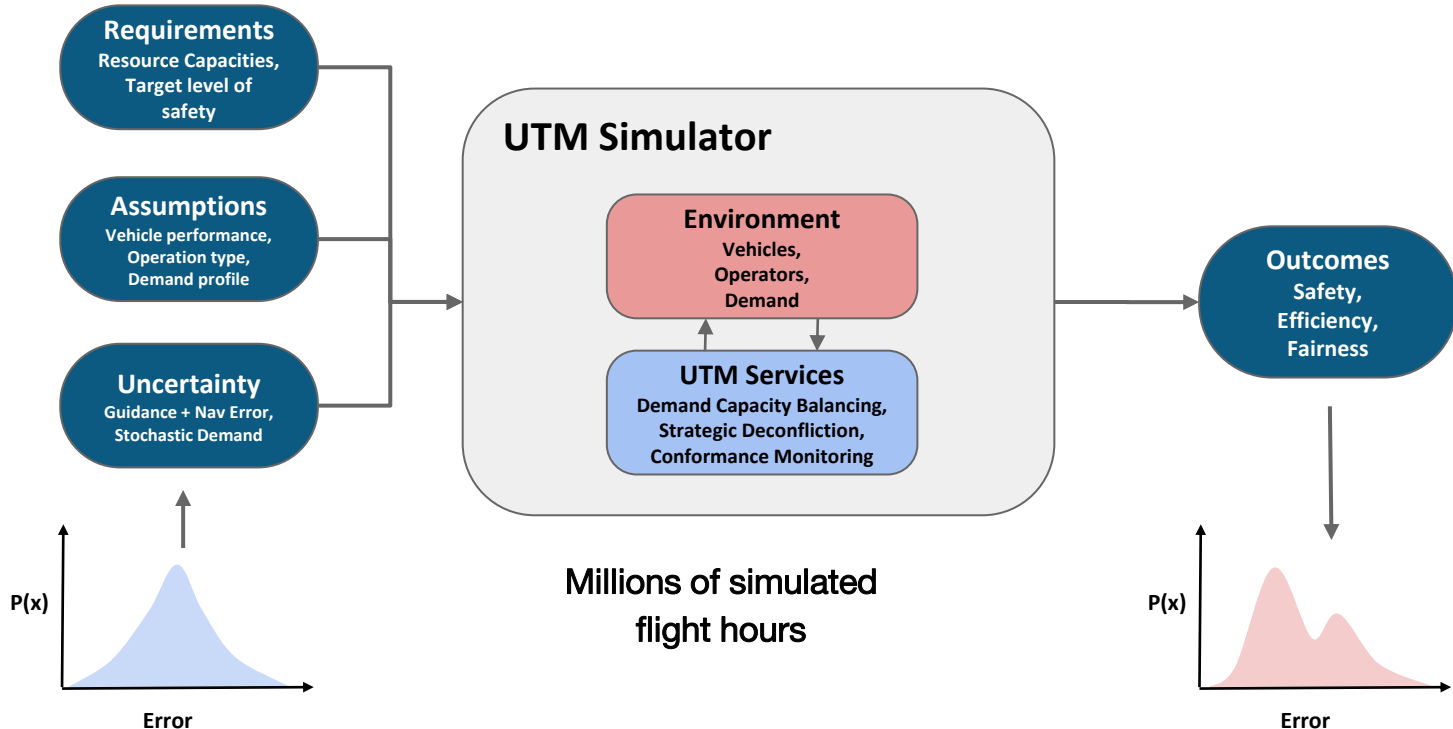 Requirements
Resource Capacities,
Target level of
safety
Assumptions
Vehicle performance,
Operation type,
Demand profile
Uncertainty
Guidance + Nav Error,
Stochastic Demand
P(x)
Error
UTM Simulator
Environment
Vehicles,
Operators,
Demand
UTM Services
Demand Capacity Balancing,
Strategic Deconfliction,
Conformance Monitoring
Millions of simulated
flight hours
Outcomes
Safety,
Efficiency,
Fairness
P(x)
Error